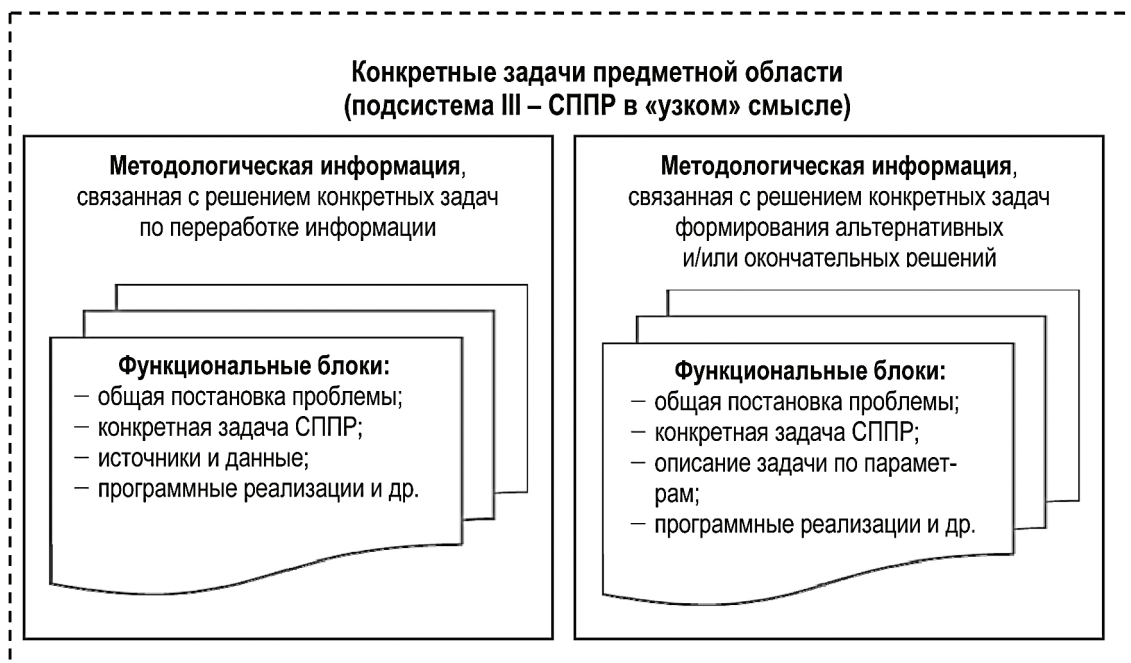 Конкретные задачи предметной области
(подсистема III – СППР в «узком» смысле)
Методологическая информация,
связанная с решением конкретных задач
по переработке информации
Функциональные блоки:
– общая постановка проблемы;
– конкретная задача СППР;
– источники и данные;
– программные реализации и др.
Методологическая информация,
связанная с решением конкретных задач
формирования альтернативных
и/или окончательных решений
Функциональные блоки:
– общая постановка проблемы;
– конкретная задача СППР;
– описание задачи по парамет-
рам;
– программные реализации и др.